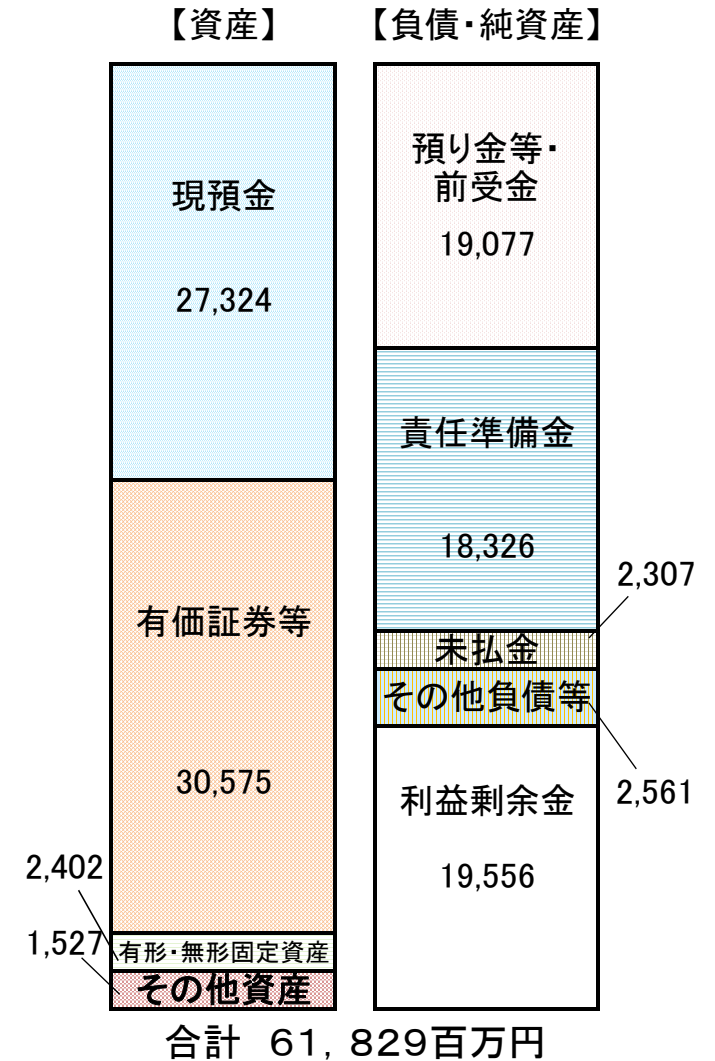 【資産】
現預金
27,324
有価証券等
30,575
2,402
有形・無形固定資産
1,527
その他資産
【負債・純資産】
預り金等・
前受金
19,077
責任準備金
18,326
2,307
未払金
その他負債等
2,561
利益剰余金
19,556
合計 61,829百万円